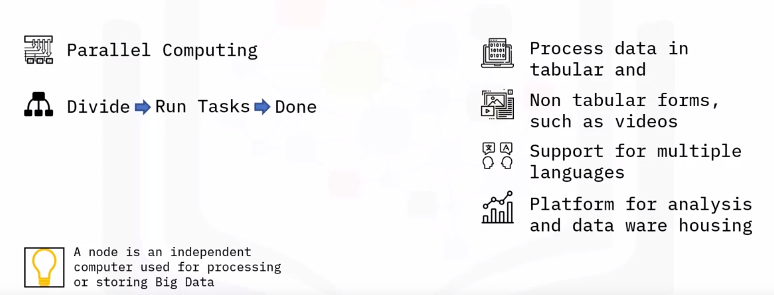 Parallel Computing
Divide Run Tasks Done
A node is an independent
computer used for processing
or storing Big Data
Process data in
tabular and
Non tabular forms,
such as videos
Support for multiple
languages
Platform for analysis
and data ware housing